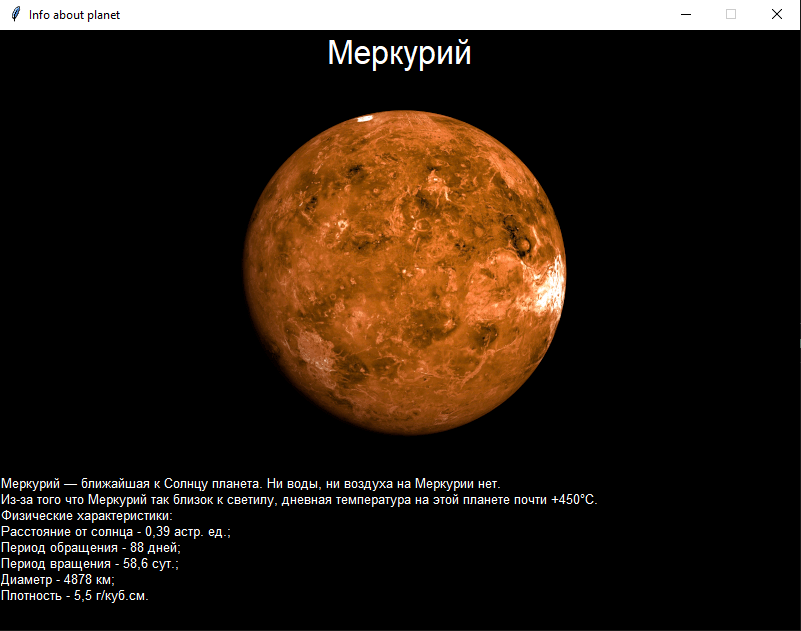 Info about planet
Меркурий
Меркурий — ближайшая к Солнцу планета. Ни воды, ни воздуха на Меркурии нет.
Из-за того что Меркурий так близок к светилу, дневная температура на этой планете почти +450°С.
Физические характеристики:
Расстояние от солнца - 0,39 астр. ед.;
Период обращения - 88 дней;
Период вращения - 58,6 сут.;
Диаметр - 4878 км;
Плотность - 5,5 г/куб.см.